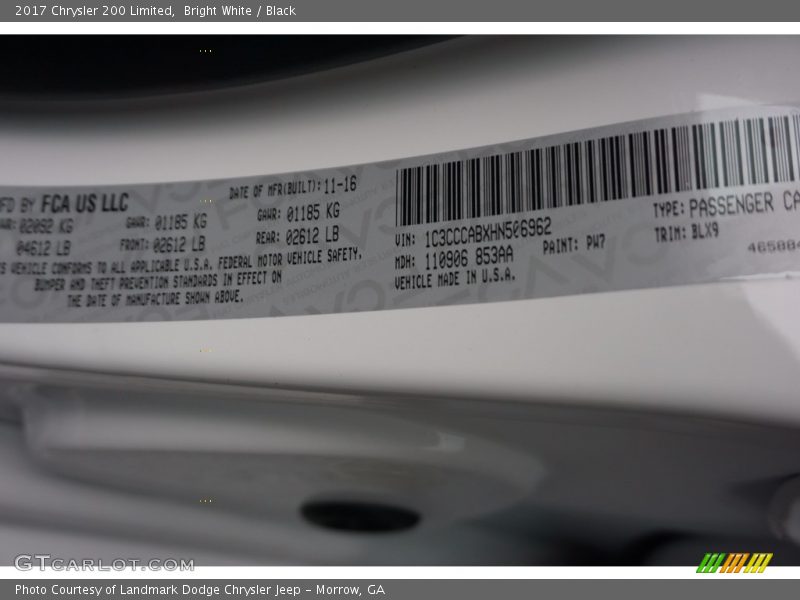 2017 Chrysler 200 Limited, Bright White / Black
MFD BY FCA US LLC DATE OF MFR(BUILT): 11-16
02092 KG GAWR: 01185 KG GAWR: 01185 KG
04612 LB FRONT: 02612 LB REAR: 02612 LB
VEHICLE CONFORMS TO ALL APPLICABLE U.S.A. FEDERAL MOTOR VEHICLE SAFETY,
BUMPER AND THEFT PREVENTION STANDARDS IN EFFECT ON
THE DATE OF MANUFACTURE SHOWN ABOVE.
VIN: 1C3CCCABXHN506962 TYPE: PASSENGER CA
MDH: 110906 853AA PAINT: PW7 TRIM: BLX9
VEHICLE MADE IN U.S.A.
GTCARLOT.COM
Photo Courtesy of Landmark Dodge Chrysler Jeep – Morrow, GA